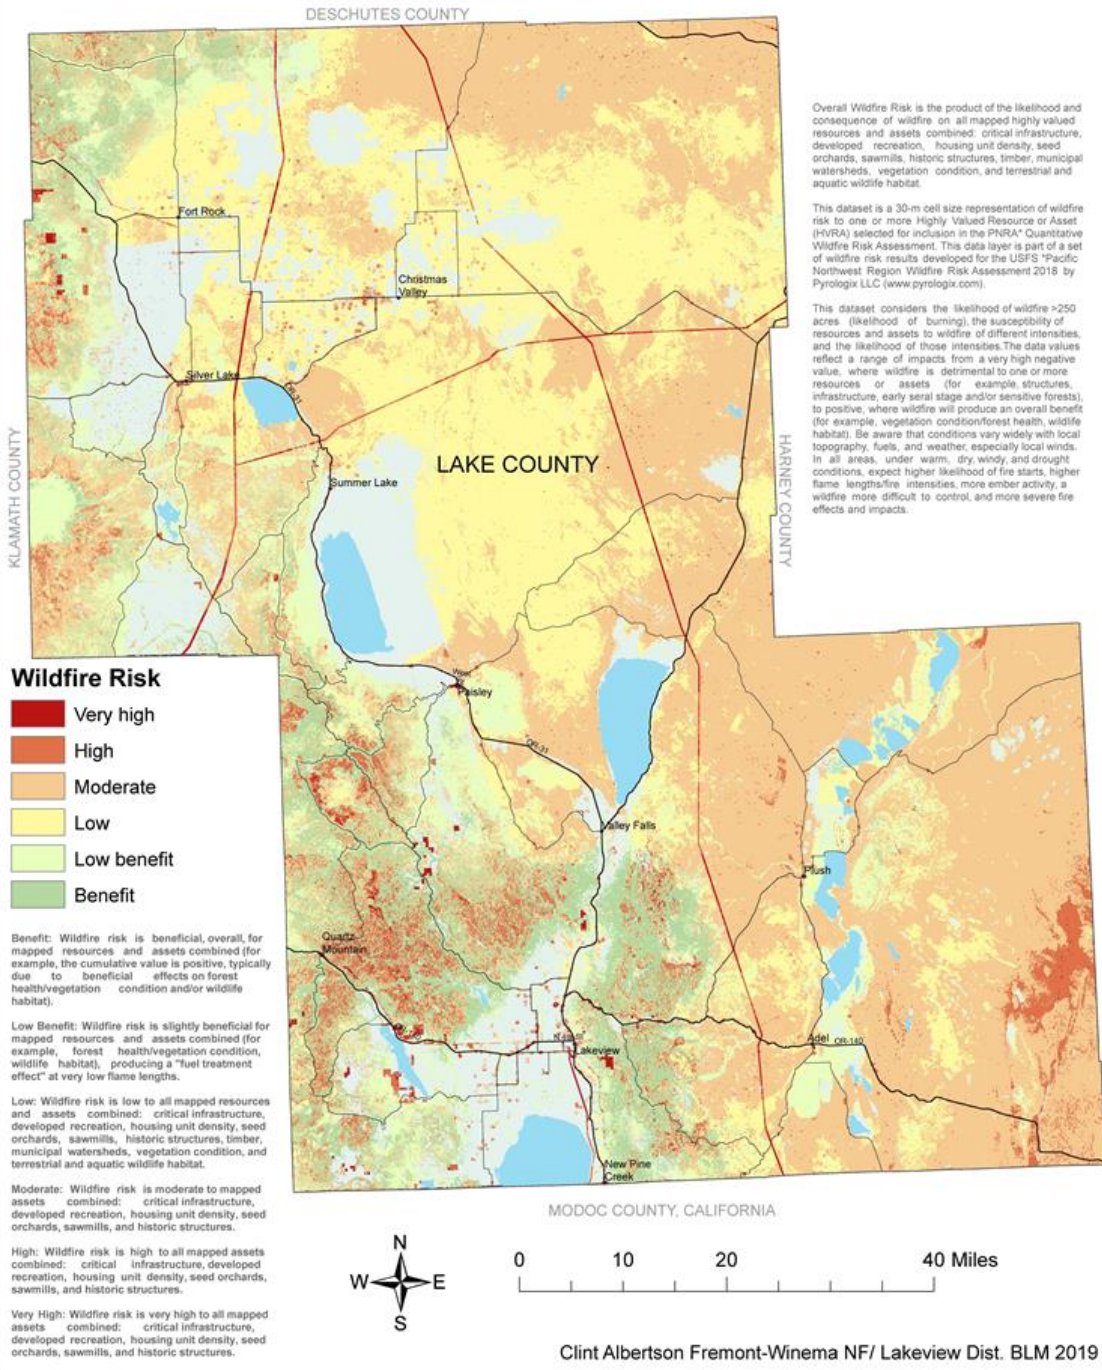 DESCHUTES COUNTY
Overall Wildfire Risk is the product of the likelihood and
consequence of wildfire on all mapped highly valued
resources and assets combined: critical infrastructure,
developed recreation, housing unit density, seed
orchards, sawmills, historic structures, timber, municipal
watersheds, vegetation condition, and terrestrial and
aquatic wildlife habitat.
This dataset is a 30-m cell size representation of wildfire
risk to one or more Highly Valued Resource or Asset
(HVRA) selected for inclusion in the PNRA* Quantitative
Wildfire Risk Assessment. This data layer is part of a set
of wildfire risk results developed for the USFS *Pacific
Northwest Region Wildfire Risk Assessment 2018 by
Pyrologix LLC (www.pyrologix.com).
This dataset considers the likelihood of wildfire >250
acres (likelihood of burning), the susceptibility of
resources and assets to wildfire of different intensities,
and the likelihood of those intensities.The data values
reflect a range of impacts from a very high negative
value, where wildfire is detrimental to one or more
resources or assets (for example, structures,
infrastructure, early seral stage and/or sensitive forests),
to positive, where wildfire will produce an overall benefit
(for example, vegetation condition/forest health, wildlife
habitat). Be aware that conditions vary widely with local
topography, fuels, and weather, especially local winds.
In all areas, under warm, dry, windy, and drought
conditions, expect higher likelihood of fire starts, higher
flame lengths/fire intensities, more ember activity, a
wildfire more difficult to control, and more severe fire
effects and impacts.
Fort Rock
Christmas
Valley
Silver Lake
OR-31
KLAMATH COUNTY
LAKE COUNTY
HARNEY COUNTY
Summer Lake
Paisley
OR-31
Valley Falls
Plush
Quartz
Mountain
Adel OR-140
Lakeview
New Pine
Creek
MODOC COUNTY, CALIFORNIA
Wildfire Risk
Very high
High
Moderate
Low
Low benefit
Benefit
Benefit: Wildfire risk is beneficial, overall, for
mapped resources and assets combined (for
example, the cumulative value is positive, typically
due to beneficial effects on forest
health/vegetation condition and/or wildlife
habitat).
Low Benefit: Wildfire risk is slightly beneficial for
mapped resources and assets combined (for
example, forest health/vegetation condition,
wildlife habitat), producing a "fuel treatment
effect" at very low flame lengths.
Low: Wildfire risk is low to all mapped resources
and assets combined: critical infrastructure,
developed recreation, housing unit density, seed
orchards, sawmills, historic structures, timber,
municipal watersheds, vegetation condition, and
terrestrial and aquatic wildlife habitat.
Moderate: Wildfire risk is moderate to mapped
assets combined: critical infrastructure,
developed recreation, housing unit density, seed
orchards, sawmills, and historic structures.
High: Wildfire risk is high to all mapped assets
combined: critical infrastructure, developed
recreation, housing unit density, seed orchards,
sawmills, and historic structures.
Very High: Wildfire risk is very high to all mapped
assets combined: critical infrastructure,
developed recreation, housing unit density, seed
orchards, sawmills, and historic structures.
N
W E
S
0 10 20 40 Miles
Clint Albertson Fremont-Winema NF/ Lakeview Dist. BLM 2019